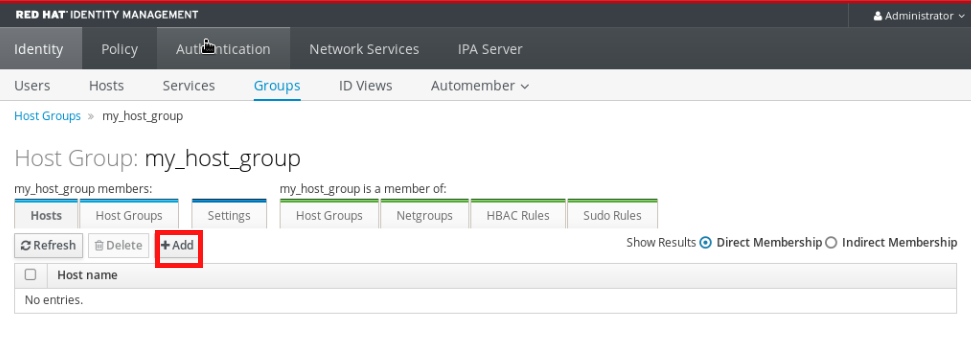 RED HAT® IDENTITY MANAGEMENT Administrator
Identity Policy Authentication Network Services IPA Server
Users Hosts Services Groups ID Views Automember
Host Groups » my_host_group
Host Group: my_host_group
my_host_group members: my_host_group is a member of:
Hosts Host Groups Settings Host Groups Netgroups HBAC Rules Sudo Rules
Refresh Delete +Add Show Results Direct Membership Indirect Membership
Host name
No entries.